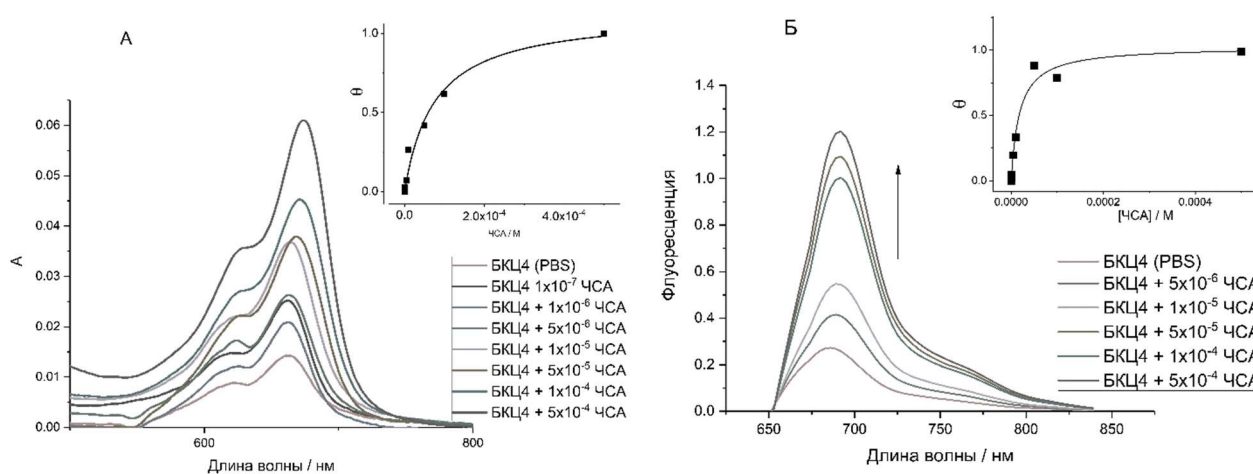 А
A
0.06
0.05
0.04
0.03
0.02
0.01
0.00
600
800
Длина волны / нм
θ
1.0
0.5
0.0
0.0
2.0x10⁻⁴
4.0x10⁻⁴
ЧСА / М
БКЦ4 (PBS)
БКЦ4 1x10⁻⁷ ЧСА
БКЦ4 + 1x10⁻⁶ ЧСА
БКЦ4 + 5x10⁻⁶ ЧСА
БКЦ4 + 1x10⁻⁵ ЧСА
БКЦ4 + 5x10⁻⁵ ЧСА
БКЦ4 + 1x10⁻⁴ ЧСА
БКЦ4 + 5x10⁻⁴ ЧСА
Б
Флуоресценция
1.4
1.2
1.0
0.8
0.6
0.4
0.2
0.0
650
700
750
800
850
Длина волны / нм
θ
1.0
0.5
0.0
0.0000
0.0002
0.0004
[ЧСА] / М
БКЦ4 (PBS)
БКЦ4 + 5x10⁻⁶ ЧСА
БКЦ4 + 1x10⁻⁵ ЧСА
БКЦ4 + 5x10⁻⁵ ЧСА
БКЦ4 + 1x10⁻⁴ ЧСА
БКЦ4 + 5x10⁻⁴ ЧСА